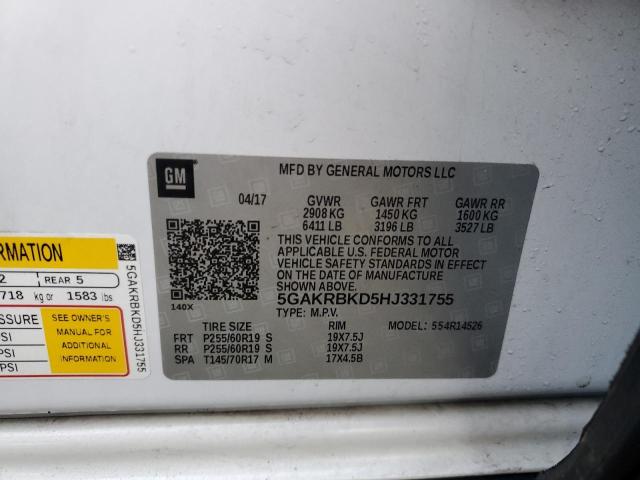 GM
MFD BY GENERAL MOTORS LLC
04/17 GVWR GAWR FRT GAWR RR
2908 KG 1450 KG 1600 KG
6411 LB 3196 LB 3527 LB
THIS VEHICLE CONFORMS TO ALL
APPLICABLE U.S. FEDERAL MOTOR
VEHICLE SAFETY STANDARDS IN EFFECT
ON THE DATE OF MANUFACTURE
SHOWN ABOVE.
5GAKRBKD5HJ331755
140X TYPE: M.P.V.
TIRE SIZE RIM MODEL: 554R14526
FRT P255/60R19 S 19X7.5J
RR P255/60R19 S 19X7.5J
SPA T145/70R17 M 17X4.5B
ORMATION
2 REAR 5
718 kg or 1583 lbs
SSURE SEE OWNER'S
SI MANUAL FOR
PSI ADDITIONAL
PSI INFORMATION
5GAKRBKD5HJ331755